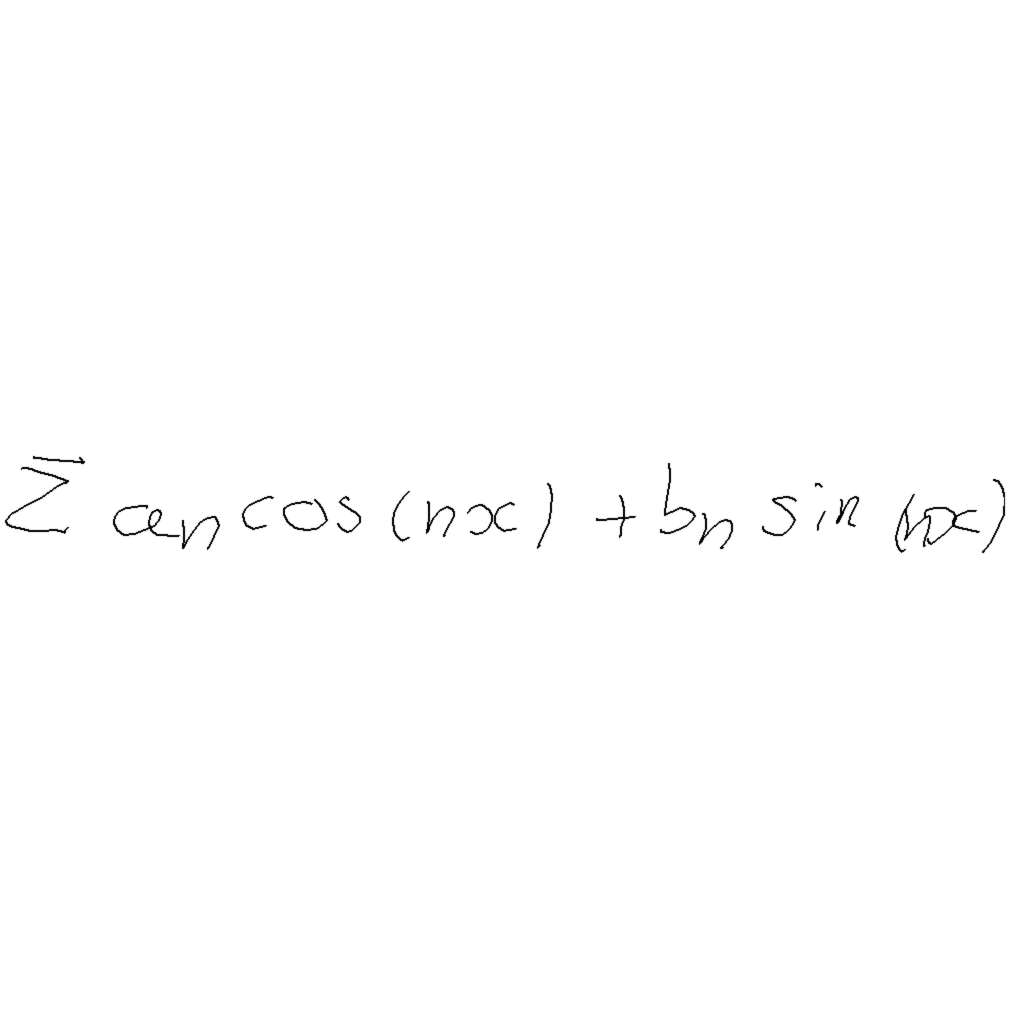 ∑ aₙ cos (nx) + bₙ sin (nx)